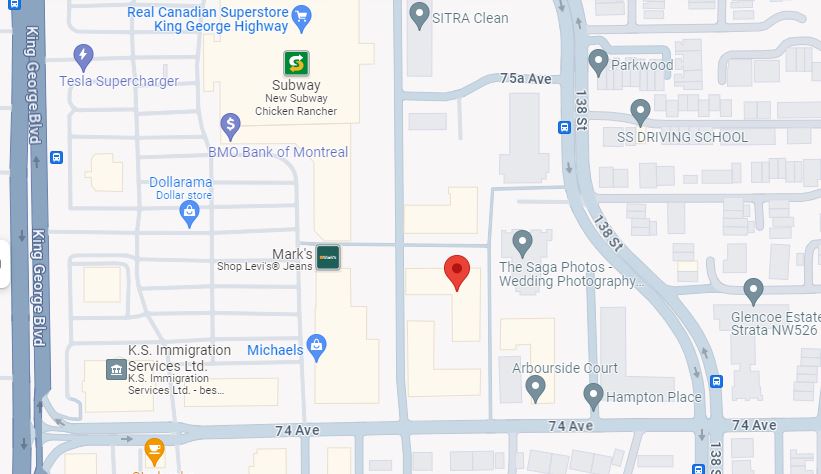 Real Canadian Superstore
King George Highway
SITRA Clean
King George Blvd
Tesla Supercharger
Subway
New Subway
Chicken Rancher
75a Ave
Parkwood
138 St
SS DRIVING SCHOOL
BMO Bank of Montreal
Dollarama
Dollar store
138 St
King George Blvd
Mark's
Shop Levi's® Jeans
The Saga Photos -
Wedding Photography...
Glencoe Estate
Strata NW526
K.S. Immigration
Services Ltd.
K.S. Immigration
Services Ltd. - bes...
Michaels
Arbourside Court
Hampton Place
74 Ave
74 Ave
74 Ave
138 St